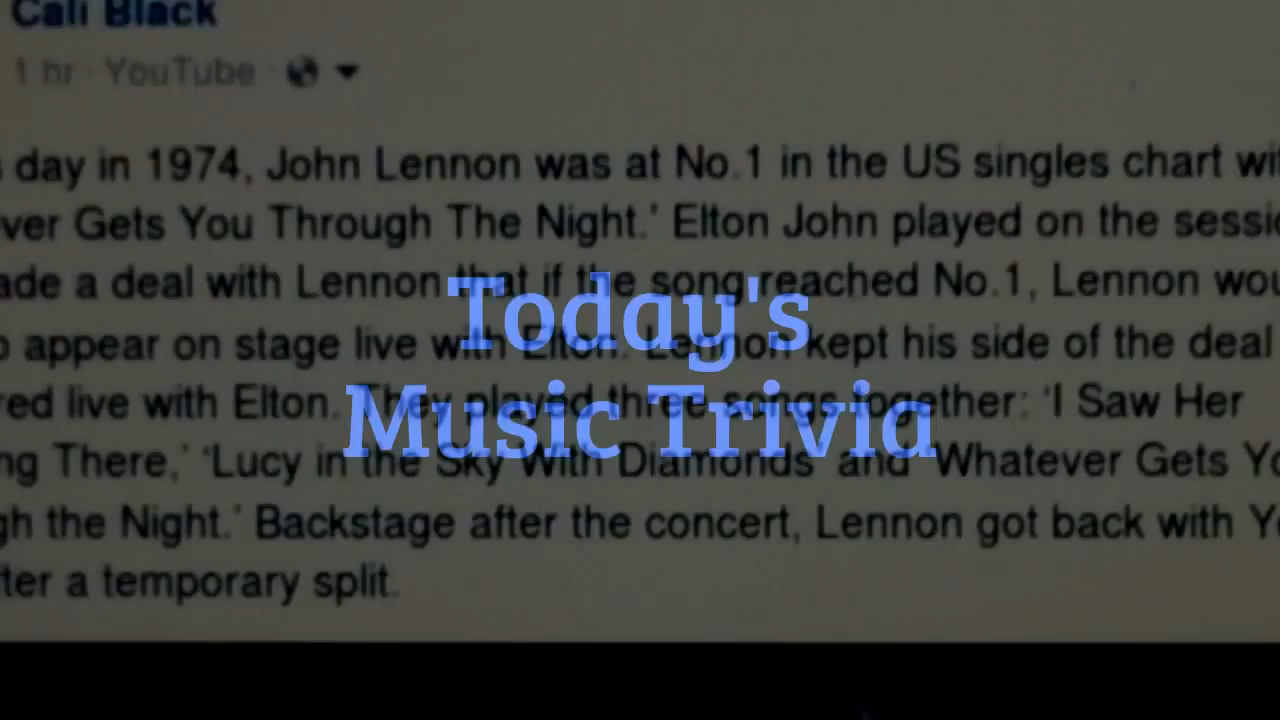 Cali Black
1 hr · YouTube ·
s day in 1974, John Lennon was at No.1 in the US singles chart wi
ver Gets You Through The Night.' Elton John played on the sessi
ade a deal with Lennon that if the song reached No.1, Lennon wou
o appear on stage live with Elton. Lennon kept his side of the deal
Today's
red live with Elton. They played three songs together: 'I Saw Her
Music Trivia
ng There,' 'Lucy in the Sky With Diamonds' and 'Whatever Gets Yo
gh the Night.' Backstage after the concert, Lennon got back with Y
ter a temporary split.